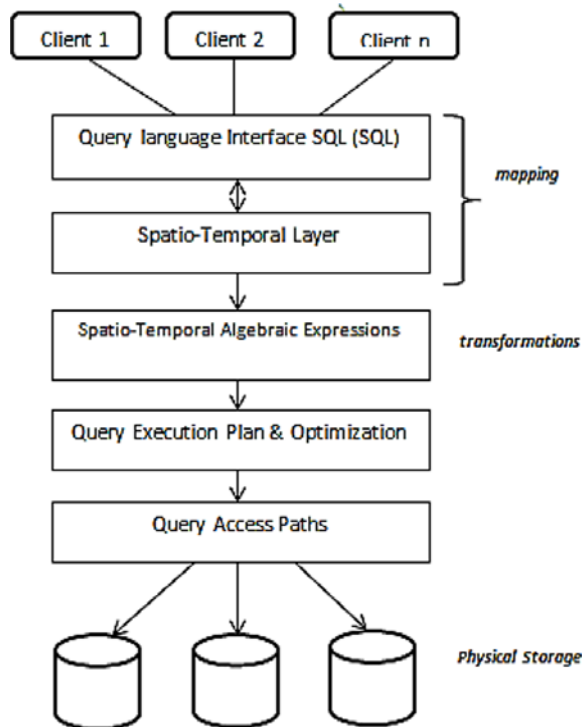 Client 1
Client 2
Client n
Query language Interface SQL (SQL)
mapping
Spatio-Temporal Layer
Spatio-Temporal Algebraic Expressions
transformations
Query Execution Plan & Optimization
Query Access Paths
Physical Storage